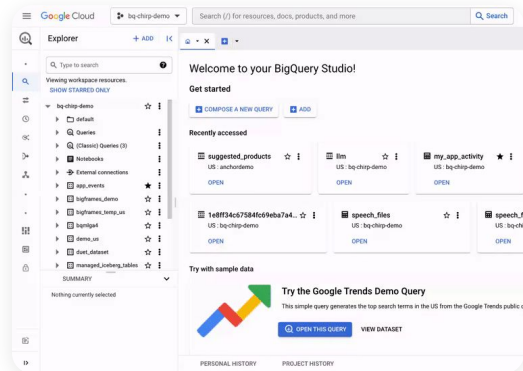 Google Cloud
bq-chirp-demo
Search (/) for resources, docs, products, and more
Search
Explorer
+ ADD
Type to search
Viewing workspace resources.
SHOW STARRED ONLY
bq-chirp-demo
default
Queries
(Classic) Queries (3)
Notebooks
External connections
app_events
bigframes_demo
bigframes_temp_us
bqmlga4
demo_us
duet_dataset
managed_iceberg_tables
SUMMARY
Nothing currently selected
Welcome to your BigQuery Studio!
Get started
COMPOSE A NEW QUERY
ADD
Recently accessed
suggested_products
US : anchordemo
OPEN
llm
US : bq-chirp-demo
OPEN
my_app_activity
US : bq-chirp-demo
OPEN
1e8ff34c67584fc69eba7a4...
US : bq-chirp-demo
OPEN
speech_files
US : bq-chirp-demo
OPEN
speech_f
US : bq-chi
OPEN
Try with sample data
Try the Google Trends Demo Query
This simple query generates the top search terms in the US from the Google Trends public d
OPEN THIS QUERY
VIEW DATASET
PERSONAL HISTORY
PROJECT HISTORY